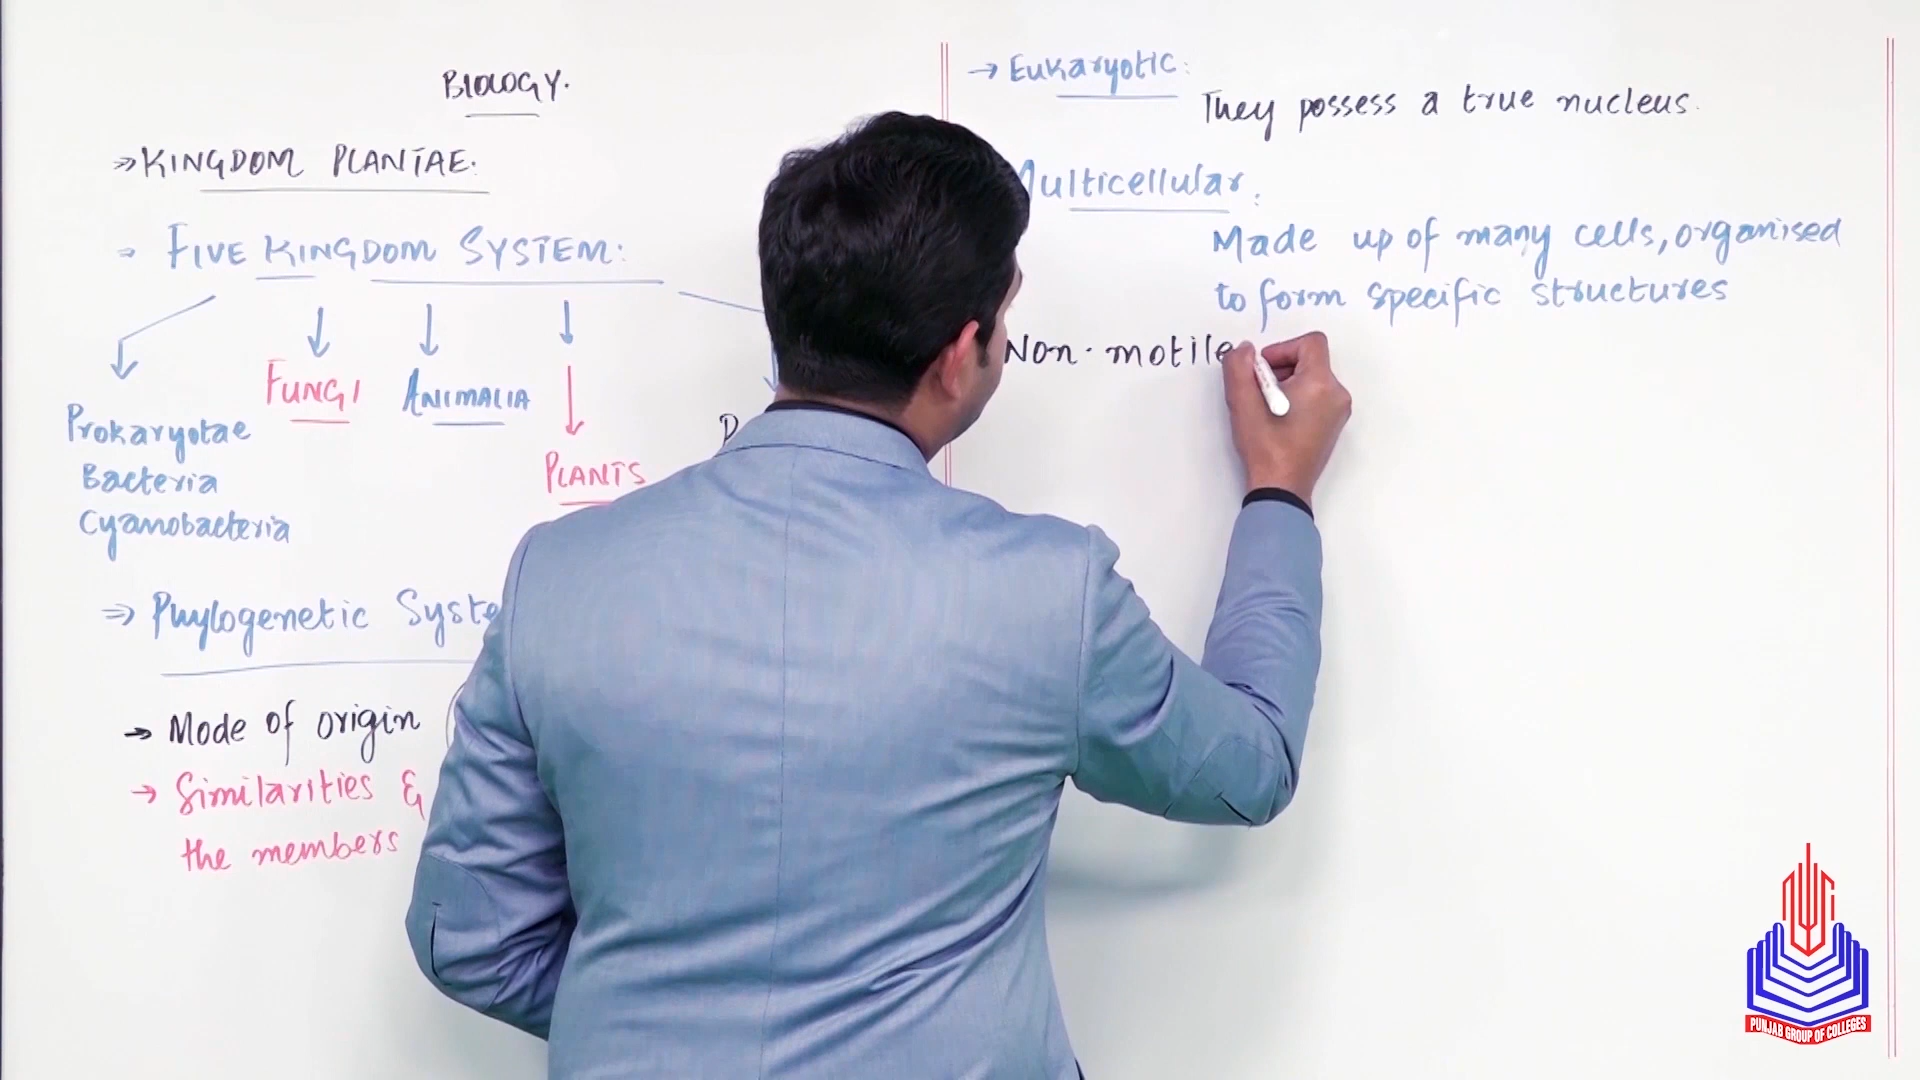 BIOLOGY.
KINGDOM PLANTAE.
FIVE KINGDOM SYSTEM:
FUNGI
ANIMALIA
PLANTS
Prokaryotae
Bacteria
Cyanobacteria
Phylogenetic
Mode of origin
Similarities &
the members
Eukaryotic:
They possess a true nucleus.
Multicellular.
Made up of many cells, organised
to form specific structures
Non-motile
PUNJAB GROUP OF COLLEGES